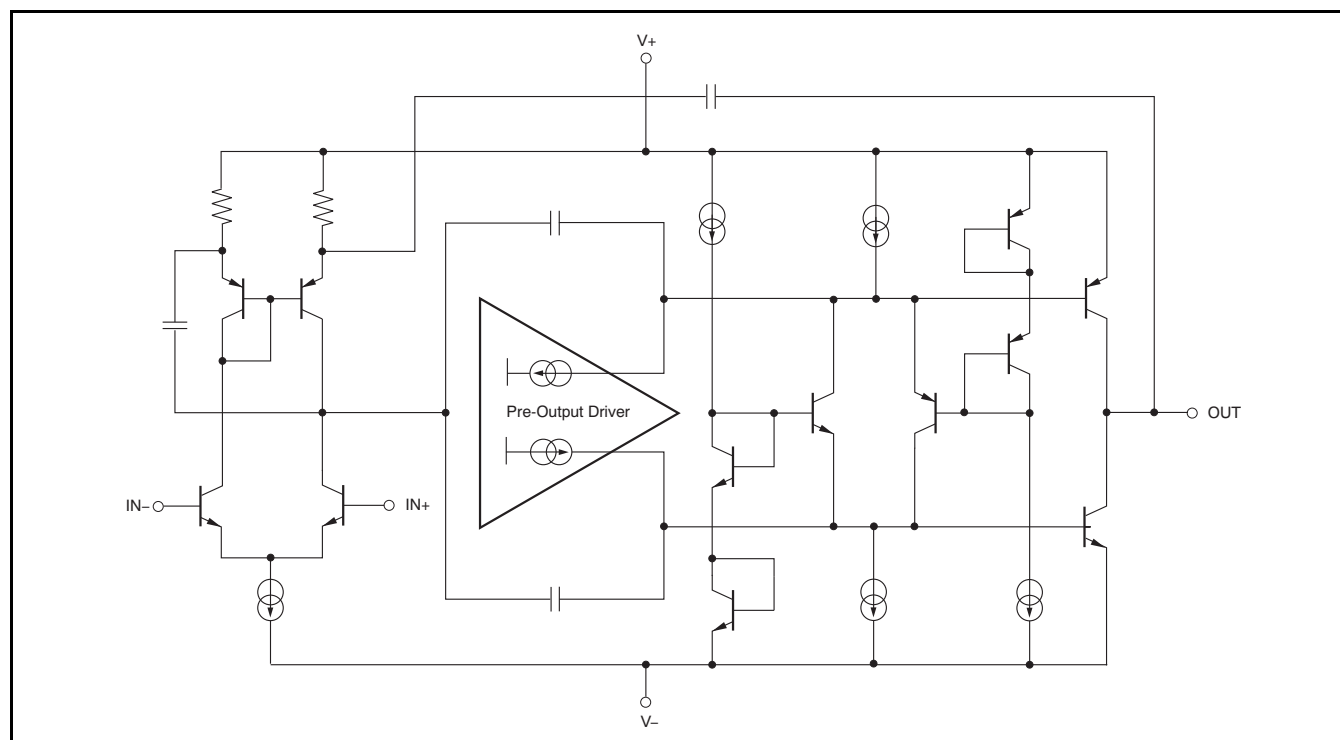 V+
Pre-Output Driver
OUT
IN–
IN+
V–